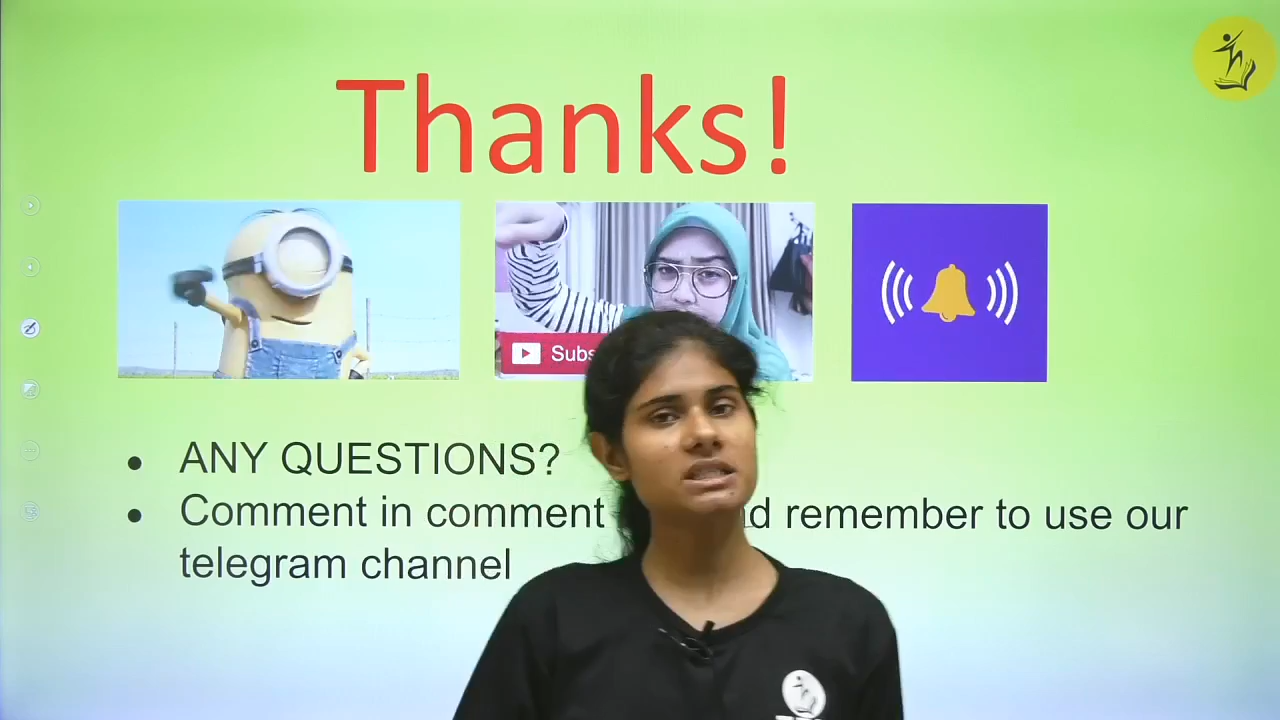 Thanks!
Subs
ANY QUESTIONS?
Comment in comment remember to use our
telegram channel